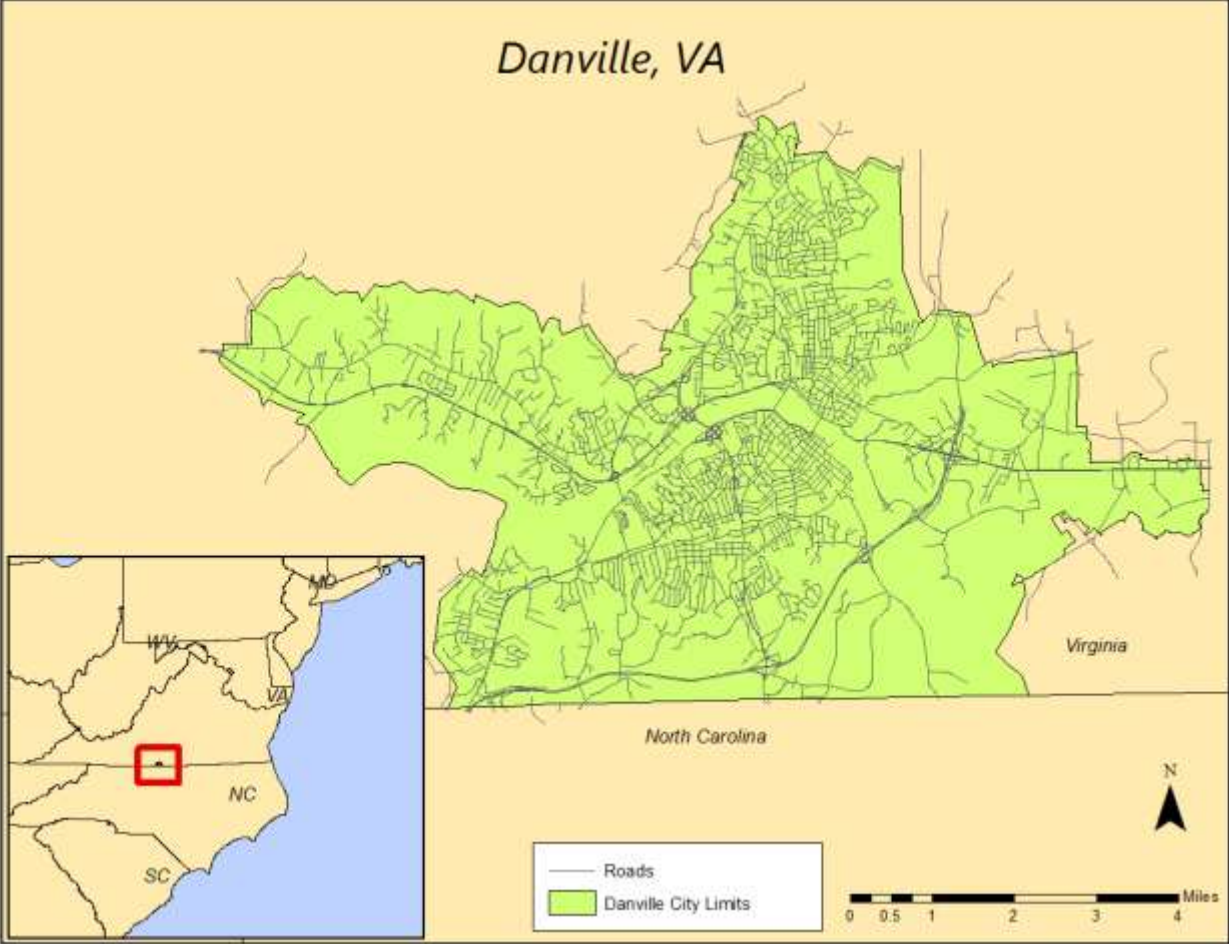 Danville, VA
Virginia
North Carolina
MD
WV
VA
NC
SC
N
Roads
Danville City Limits
Miles
0 0.5 1 2 3 4